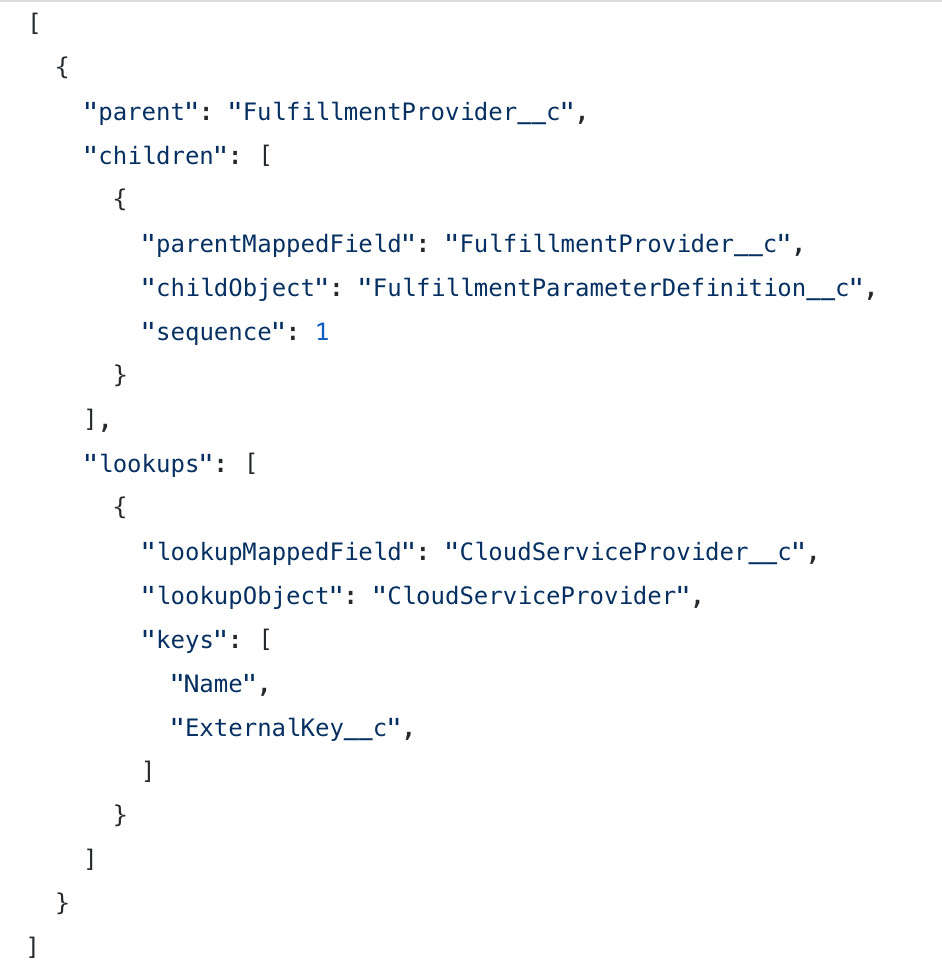 [
  {
    "parent": "FulfillmentProvider__c",
    "children": [
      {
        "parentMappedField": "FulfillmentProvider__c",
        "childObject": "FulfillmentParameterDefinition__c",
        "sequence": 1
      }
    ],
    "lookups": [
      {
        "lookupMappedField": "CloudServiceProvider__c",
        "lookupObject": "CloudServiceProvider",
        "keys": [
          "Name",
          "ExternalKey__c",
        ]
      }
    ]
  }
]